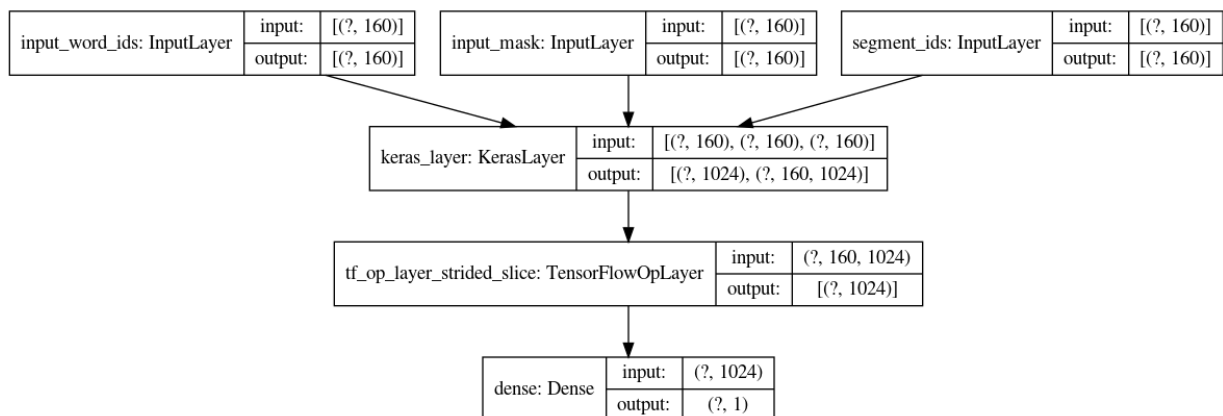 input_word_ids: InputLayer
input: [(?, 160)]
output: [(?, 160)]
input_mask: InputLayer
input: [(?, 160)]
output: [(?, 160)]
segment_ids: InputLayer
input: [(?, 160)]
output: [(?, 160)]
keras_layer: KerasLayer
input: [(?, 160), (?, 160), (?, 160)]
output: [(?, 1024), (?, 160, 1024)]
tf_op_layer_strided_slice: TensorFlowOpLayer
input: (?, 160, 1024)
output: [(?, 1024)]
dense: Dense
input: (?, 1024)
output: (?, 1)